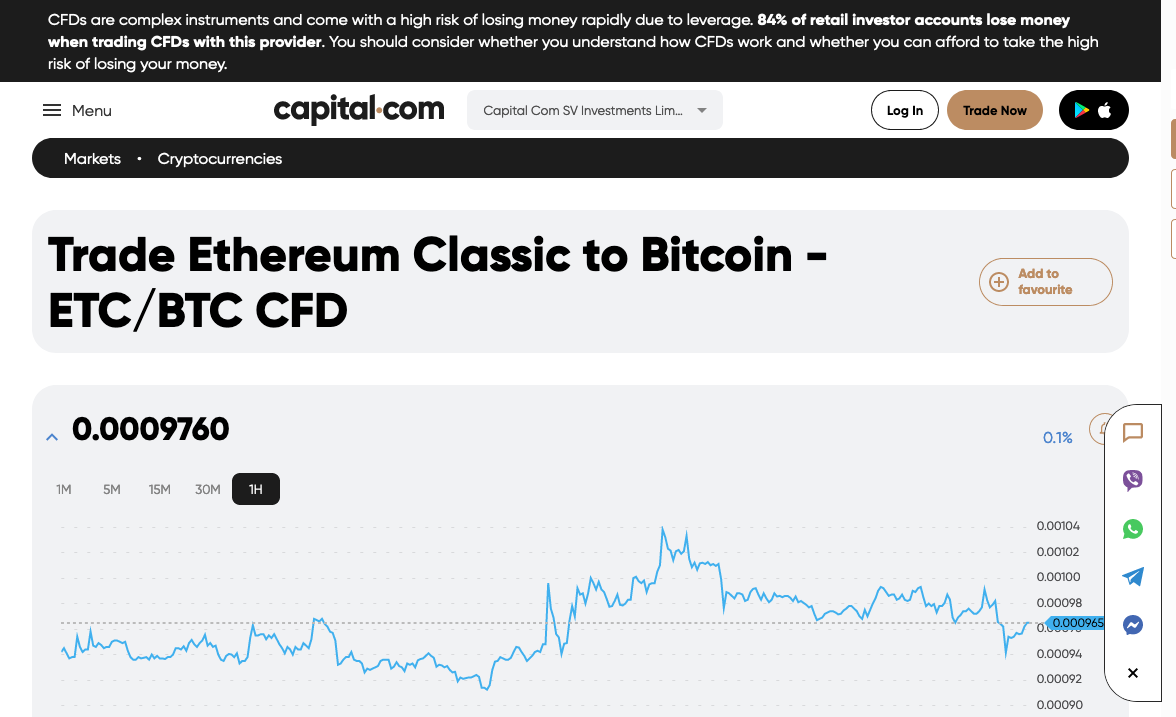 CFDs are complex instruments and come with a high risk of losing money rapidly due to leverage. 84% of retail investor accounts lose money
when trading CFDs with this provider. You should consider whether you understand how CFDs work and whether you can afford to take the high
risk of losing your money.
Menu
capital.com
Capital Com SV Investments Lim...
Log In
Trade Now
Markets • Cryptocurrencies
Trade Ethereum Classic to Bitcoin -
ETC/BTC CFD
Add to
favourite
0.0009760
0.1%
1M 5M 15M 30M 1H
0.00104
0.00102
0.00100
0.00098
0.000965
0.00094
0.00092
0.00090